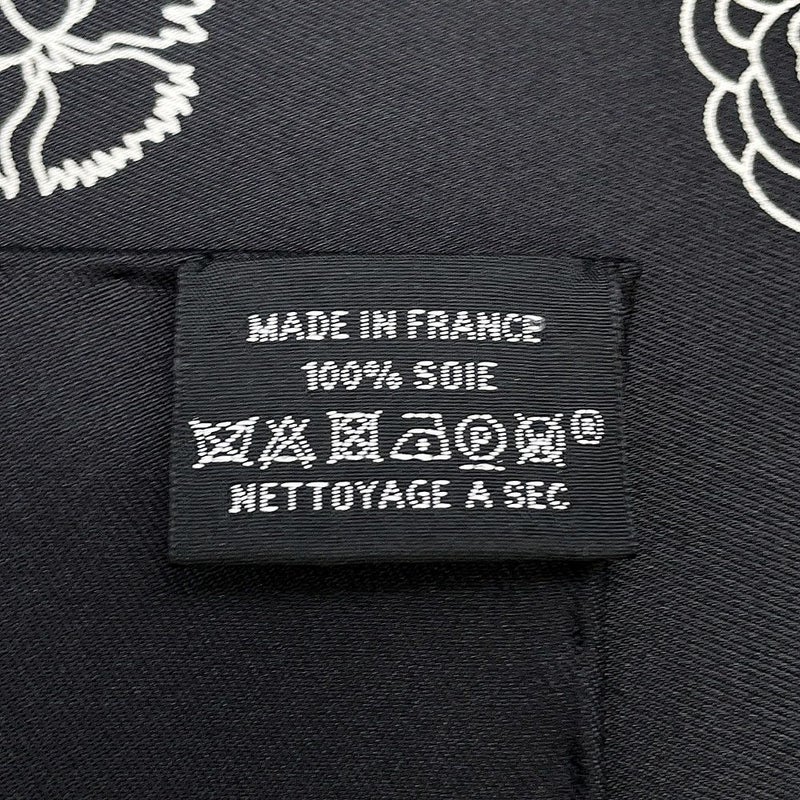 MADE IN FRANCE
100% SOIE
P ®
NETTOYAGE A SEC